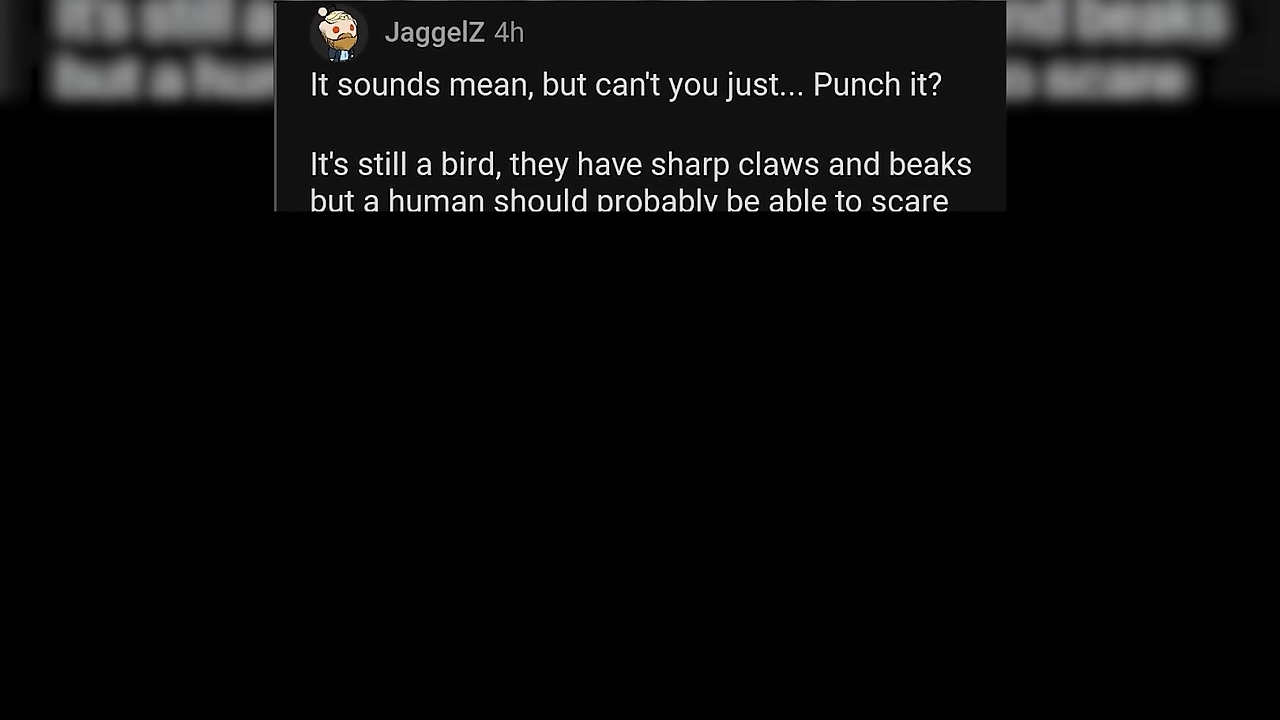 JaggelZ 4h
It sounds mean, but can't you just... Punch it?
It's still a bird, they have sharp claws and beaks
but a human should probably be able to scare